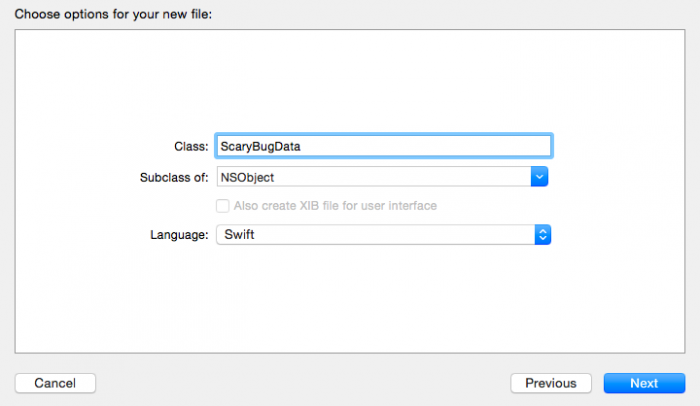 Choose options for your new file:
Class: ScaryBugData
Subclass of: NSObject
Also create XIB file for user interface
Language: Swift
Cancel Previous Next